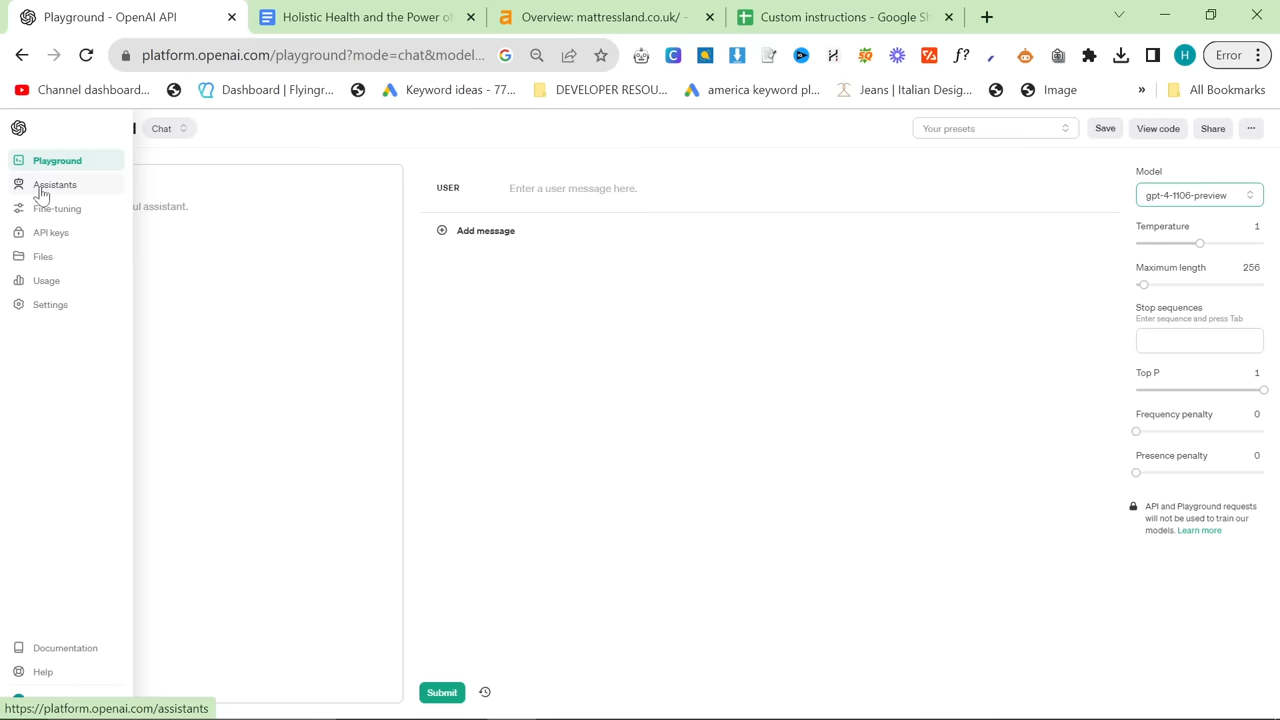 Playground - OpenAI API
Holistic Health and the Power of
Overview: mattressland.co.uk/ -
Custom instructions - Google Sh
platform.openai.com/playground?mode=chat&model
H
Error
Channel dashboard...
Dashboard | Flyingr...
Keyword ideas - 77...
DEVELOPER RESOU...
america keyword pl...
Jeans | Italian Desig...
Image
»
All Bookmarks
Chat
Your presets
Save
View code
Share
...
Playground
Assistants
Fine-tuning
API keys
Files
Usage
Settings
ul assistant.
USER
Enter a user message here.
Add message
Model
gpt-4-1106-preview
Temperature 1
Maximum length 256
Stop sequences
Enter sequence and press Tab
Top P 1
Frequency penalty 0
Presence penalty 0
API and Playground requests
will not be used to train our
models. Learn more
Documentation
Help
Submit
https://platform.openai.com/assistants